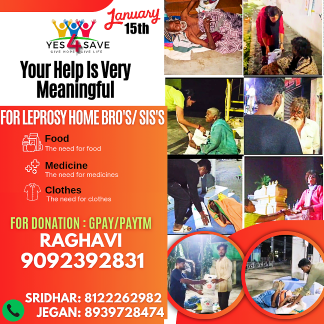 January
15th
YES 4 SAVE
GIVE HOPE SAVE LIFE
Your Help Is Very
Meaningful
FOR LEPROSY HOME BRO'S/ SIS'S
Food
The need for food
Medicine
The need for medicines
Clothes
The need for clothes
FOR DONATION : GPAY/PAYTM
RAGHAVI
9092392831
SRIDHAR: 8122262982
JEGAN: 8939728474